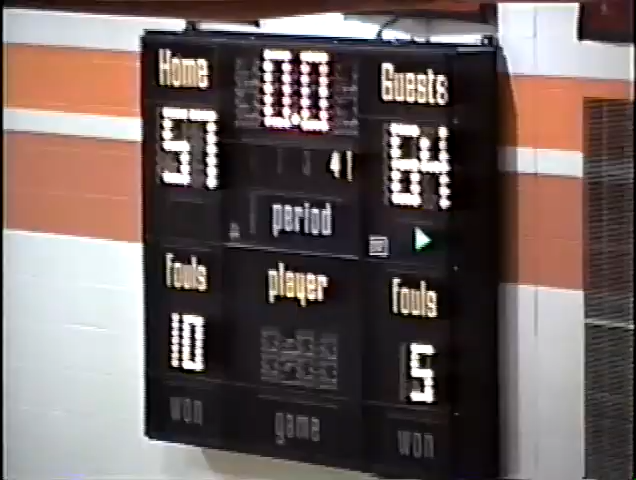 Home 0.0 Guests
57 64
4
period
fouls player fouls
10 5
won game won